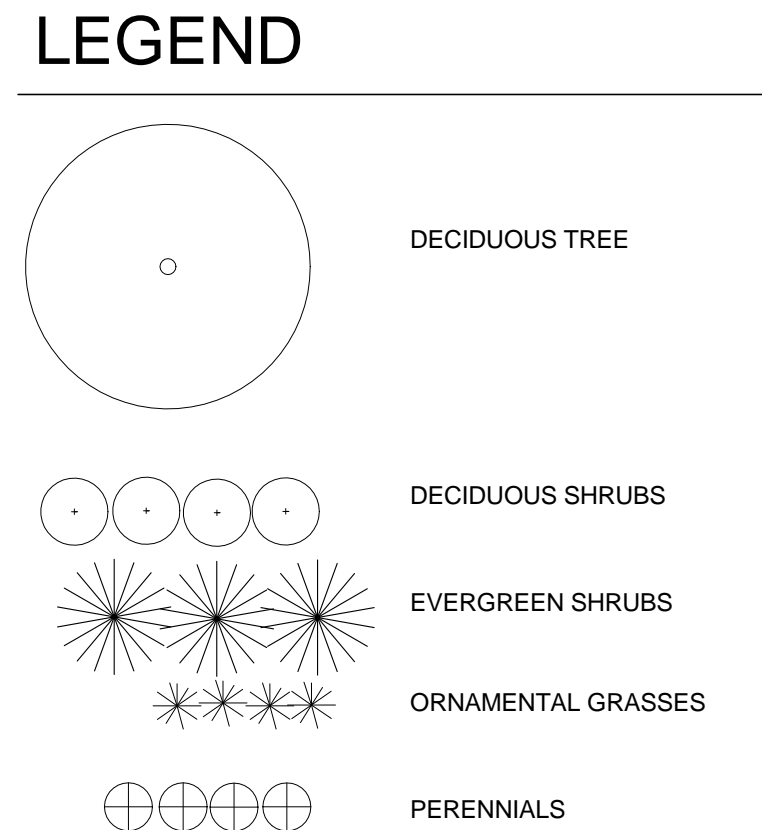 LEGEND
DECIDUOUS TREE
DECIDUOUS SHRUBS
EVERGREEN SHRUBS
ORNAMENTAL GRASSES
PERENNIALS